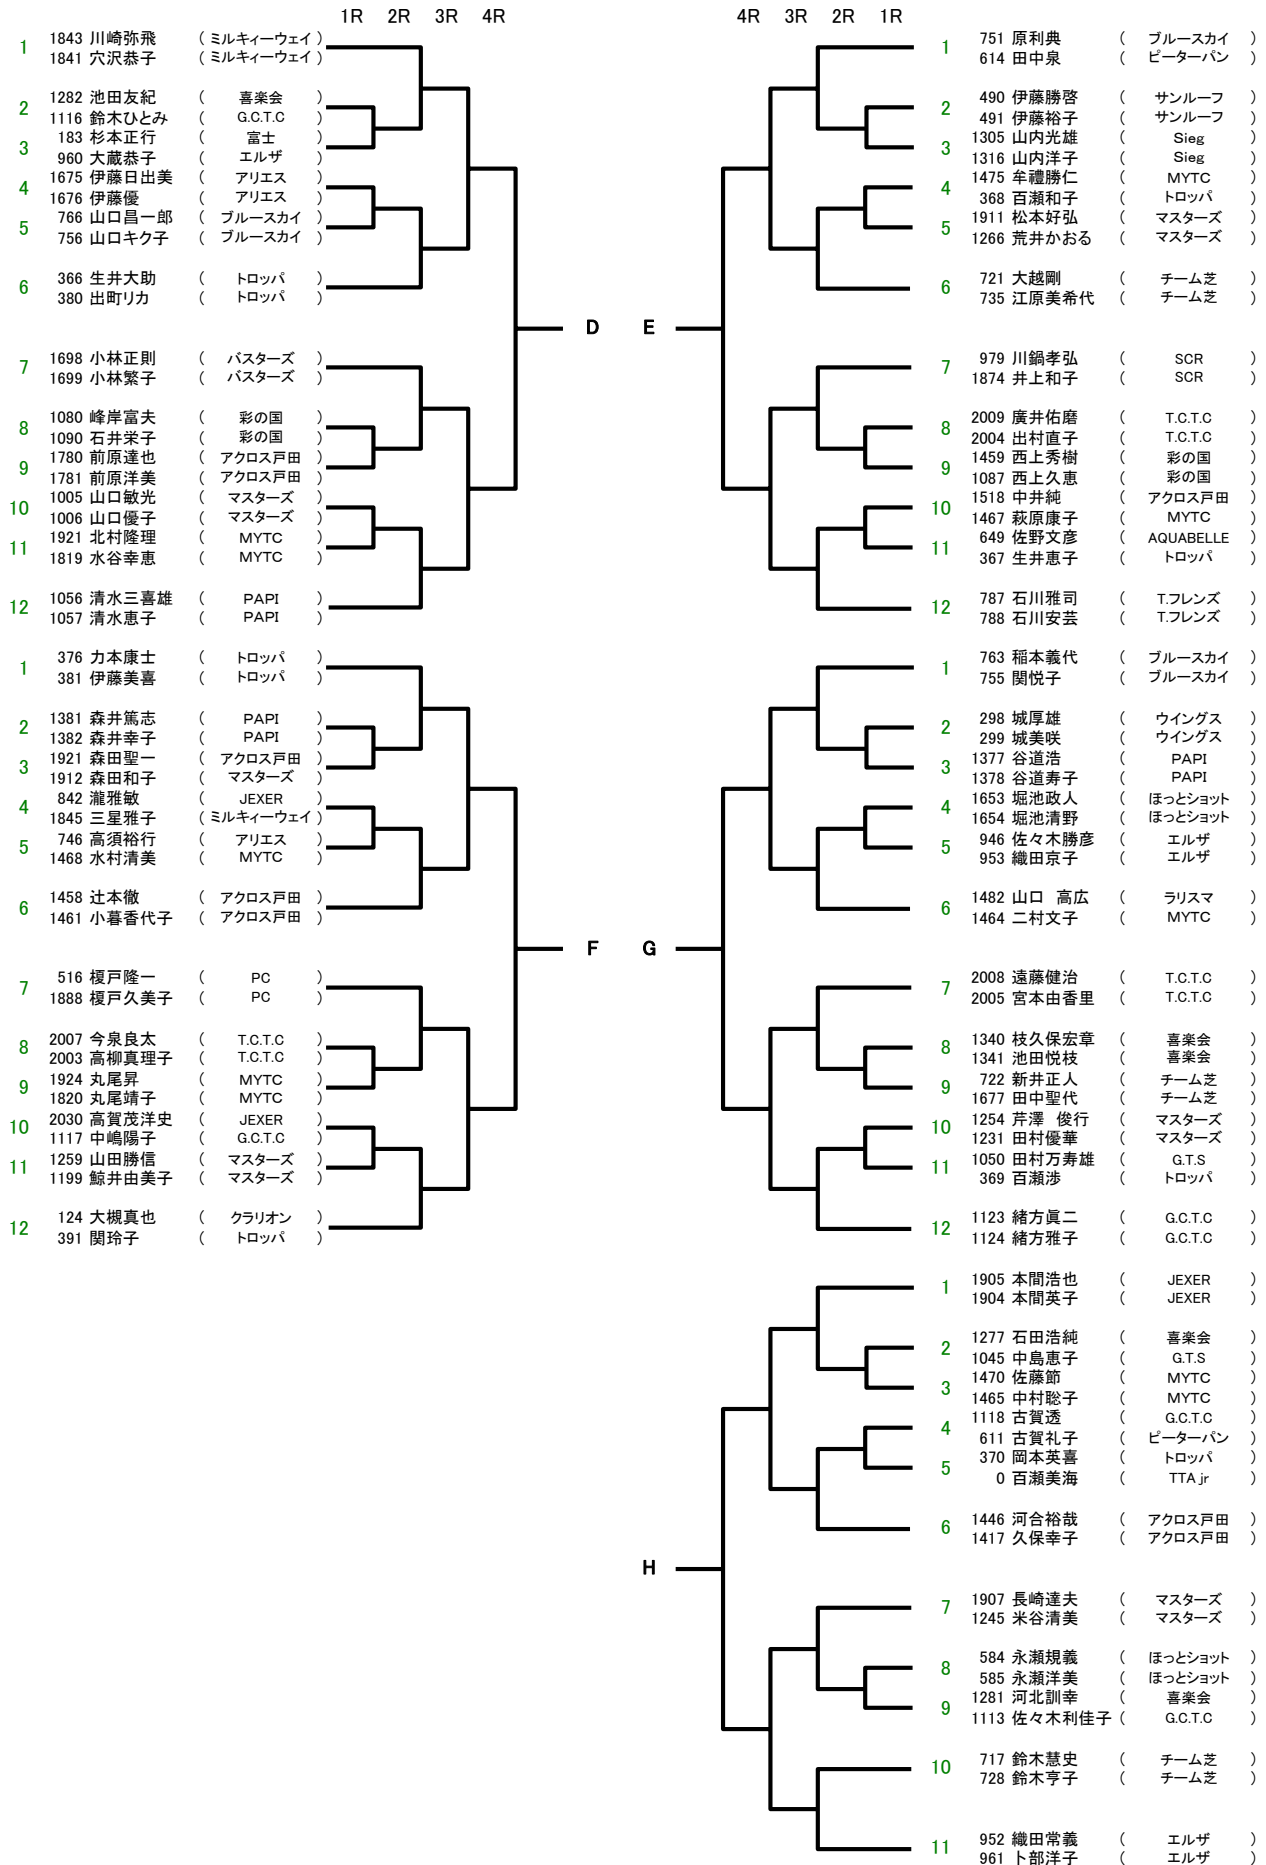 1R 2R 3R 4R
1 1843 川崎弥飛 ( ミルキィーウェイ )
1841 穴沢恭子 ( ミルキィーウェイ )
2 1282 池田友紀 ( 喜楽会 )
1116 鈴木ひとみ ( G.C.T.C )
3 183 杉本正行 ( 富士 )
960 大蔵恭子 ( エルザ )
4 1675 伊藤日出美 ( アリエス )
1676 伊藤優 ( アリエス )
5 766 山口昌一郎 ( ブルースカイ )
756 山口キク子 ( ブルースカイ )
6 366 生井大助 ( トロッパ )
380 出町リカ ( トロッパ )
D
7 1698 小林正則 ( バスターズ )
1699 小林繁子 ( バスターズ )
8 1080 峰岸富夫 ( 彩の国 )
1090 石井栄子 ( 彩の国 )
9 1780 前原達也 ( アクロス戸田 )
1781 前原洋美 ( アクロス戸田 )
10 1005 山口敏光 ( マスターズ )
1006 山口優子 ( マスターズ )
11 1921 北村隆理 ( MYTC )
1819 水谷幸恵 ( MYTC )
12 1056 清水三喜雄 ( PAPI )
1057 清水恵子 ( PAPI )
1 376 力本康士 ( トロッパ )
381 伊藤美喜 ( トロッパ )
2 1381 森井篤志 ( PAPI )
1382 森井幸子 ( PAPI )
3 1921 森田聖一 ( アクロス戸田 )
1912 森田和子 ( マスターズ )
4 842 瀧雅敏 ( JEXER )
1845 三星雅子 ( ミルキィーウェイ )
5 746 高須裕行 ( アリエス )
1468 水村清美 ( MYTC )
6 1458 辻本徹 ( アクロス戸田 )
1461 小暮香代子 ( アクロス戸田 )
F
7 516 榎戸隆一 ( PC )
1888 榎戸久美子 ( PC )
8 2007 今泉良太 ( T.C.T.C )
2003 高柳真理子 ( T.C.T.C )
9 1924 丸尾昇 ( MYTC )
1820 丸尾靖子 ( MYTC )
10 2030 高賀茂洋史 ( JEXER )
1117 中嶋陽子 ( G.C.T.C )
11 1259 山田勝信 ( マスターズ )
1199 鯨井由美子 ( マスターズ )
12 124 大槻真也 ( クラリオン )
391 関玲子 ( トロッパ )
4R 3R 2R 1R
1 751 原利典 ( ブルースカイ )
614 田中泉 ( ピーターパン )
2 490 伊藤勝啓 ( サンルーフ )
491 伊藤裕子 ( サンルーフ )
3 1305 山内光雄 ( Sieg )
1316 山内洋子 ( Sieg )
4 1475 牟禮勝仁 ( MYTC )
368 百瀬和子 ( トロッパ )
5 1911 松本好弘 ( マスターズ )
1266 荒井かおる ( マスターズ )
6 721 大越剛 ( チーム芝 )
735 江原美希代 ( チーム芝 )
E
7 979 川鍋孝弘 ( SCR )
1874 井上和子 ( SCR )
8 2009 廣井佑磨 ( T.C.T.C )
2004 出村直子 ( T.C.T.C )
9 1459 西上秀樹 ( 彩の国 )
1087 西上久恵 ( 彩の国 )
10 1518 中井純 ( アクロス戸田 )
1467 萩原康子 ( MYTC )
11 649 佐野文彦 ( AQUABELLE )
367 生井恵子 ( トロッパ )
12 787 石川雅司 ( T.フレンズ )
788 石川安芸 ( T.フレンズ )
1 763 稲本義代 ( ブルースカイ )
755 関悦子 ( ブルースカイ )
2 298 城厚雄 ( ウイングス )
299 城美咲 ( ウイングス )
3 1377 谷道浩 ( PAPI )
1378 谷道寿子 ( PAPI )
4 1653 堀池政人 ( ほっとショット )
1654 堀池清野 ( ほっとショット )
5 946 佐々木勝彦 ( エルザ )
953 織田京子 ( エルザ )
6 1482 山口 高広 ( ラリスマ )
1464 二村文子 ( MYTC )
G
7 2008 遠藤健治 ( T.C.T.C )
2005 宮本由香里 ( T.C.T.C )
8 1340 枝久保宏章 ( 喜楽会 )
1341 池田悦枝 ( 喜楽会 )
9 722 新井正人 ( チーム芝 )
1677 田中聖代 ( チーム芝 )
10 1254 芹澤 俊行 ( マスターズ )
1231 田村優華 ( マスターズ )
11 1050 田村万寿雄 ( G.T.S )
369 百瀬渉 ( トロッパ )
12 1123 緒方眞二 ( G.C.T.C )
1124 緒方雅子 ( G.C.T.C )
1 1905 本間浩也 ( JEXER )
1904 本間英子 ( JEXER )
2 1277 石田浩純 ( 喜楽会 )
1045 中島恵子 ( G.T.S )
3 1470 佐藤節 ( MYTC )
1465 中村聡子 ( MYTC )
4 1118 古賀透 ( G.C.T.C )
611 古賀礼子 ( ピーターパン )
5 370 岡本英喜 ( トロッパ )
0 百瀬美海 ( TTA jr )
6 1446 河合裕哉 ( アクロス戸田 )
1417 久保幸子 ( アクロス戸田 )
H
7 1907 長崎達夫 ( マスターズ )
1245 米谷清美 ( マスターズ )
8 584 永瀬規義 ( ほっとショット )
585 永瀬洋美 ( ほっとショット )
9 1281 河北訓幸 ( 喜楽会 )
1113 佐々木利佳子 ( G.C.T.C )
10 717 鈴木慧史 ( チーム芝 )
728 鈴木亨子 ( チーム芝 )
11 952 織田常義 ( エルザ )
961 卜部洋子 ( エルザ )